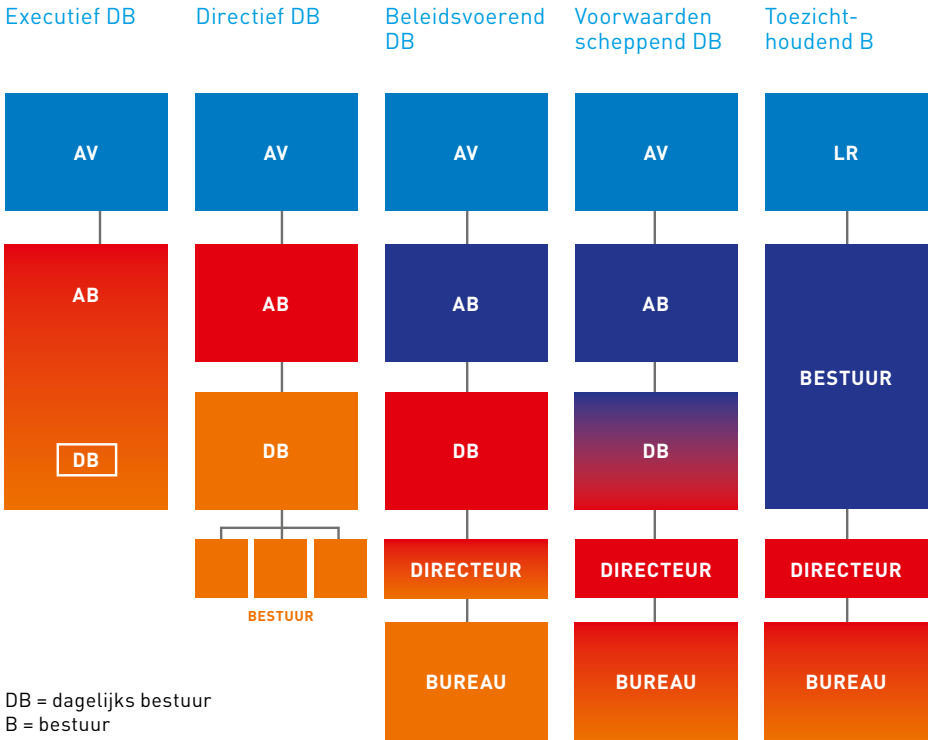 Executief DB
Directief DB
Beleidsvoerend
DB
Voorwaarden
scheppend DB
Toezicht-
houdend B
AV
AV
AV
AV
LR
AB
AB
AB
AB
BESTUUR
DB
DB
DB
DB
DIRECTEUR
DIRECTEUR
DIRECTEUR
BESTUUR
BUREAU
BUREAU
BUREAU
DB = dagelijks bestuur
B = bestuur